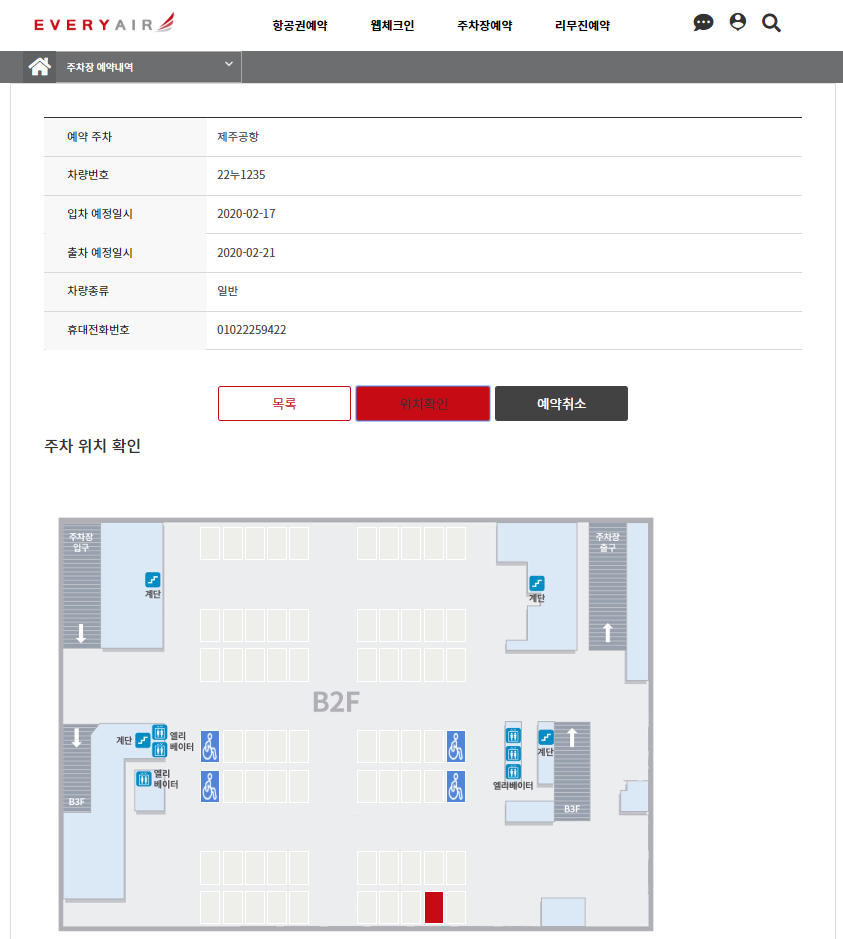 EVERYAIR
항공권예약 웹체크인 주차장예약 리무진예약
주차장 예약내역
예약 주차 제주공항
차량번호 22누1235
입차 예정일시 2020-02-17
출차 예정일시 2020-02-21
차량종류 일반
휴대전화번호 01022259422
목록 위치확인 예약취소
주차 위치 확인
주차장
입구
계단
주차장
출구
계단
B2F
계단
엘리
베이터
엘리
베이터
B3F
계단
엘리베이터
B3F